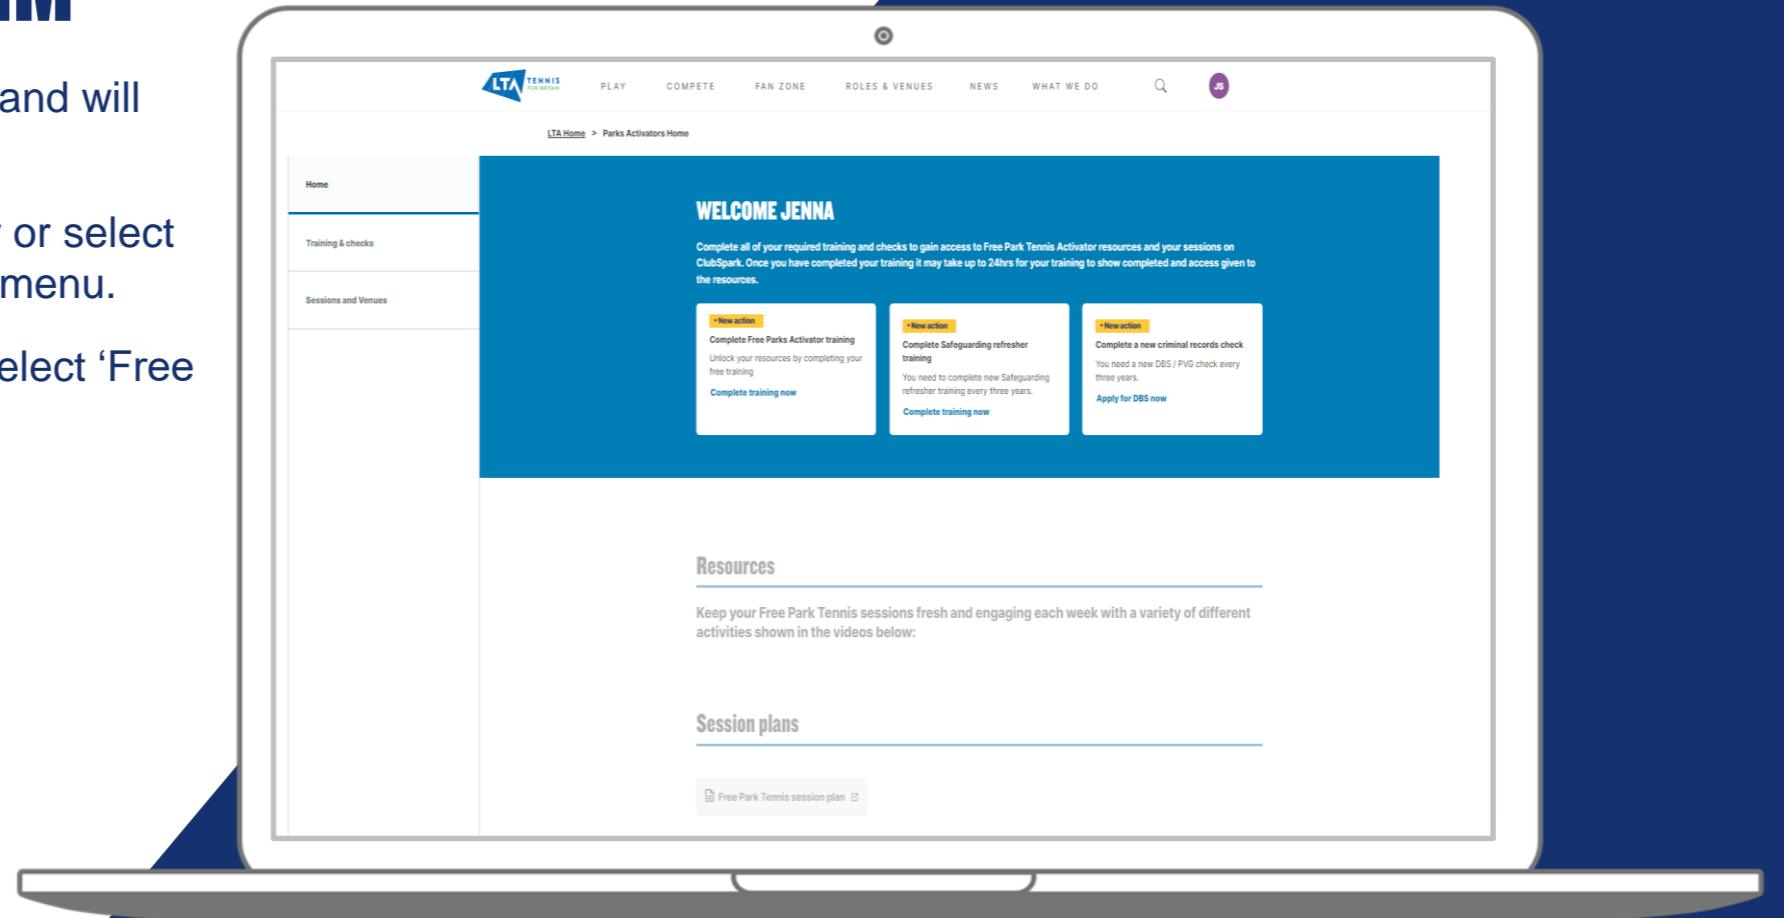 and will
or select
menu.
elect ‘Free
LTA TENNIS
FOR BRITAIN
PLAY COMPETE FAN ZONE ROLES & VENUES NEWS WHAT WE DO JS
LTA Home > Parks Activators Home
Home
Training & checks
Sessions and Venues
WELCOME JENNA
Complete all of your required training and checks to gain access to Free Park Tennis Activator resources and your sessions on
ClubSpark. Once you have completed your training it may take up to 24hrs for your training to show completed and access given to
the resources.
• New action
Complete Free Parks Activator training
Unlock your resources by completing your
free training
Complete training now
• New action
Complete Safeguarding refresher
training
You need to complete new Safeguarding
refresher training every three years.
Complete training now
• New action
Complete a new criminal records check
You need a new DBS / PVG check every
three years.
Apply for DBS now
Resources
Keep your Free Park Tennis sessions fresh and engaging each week with a variety of different
activities shown in the videos below:
Session plans
Free Park Tennis session plan